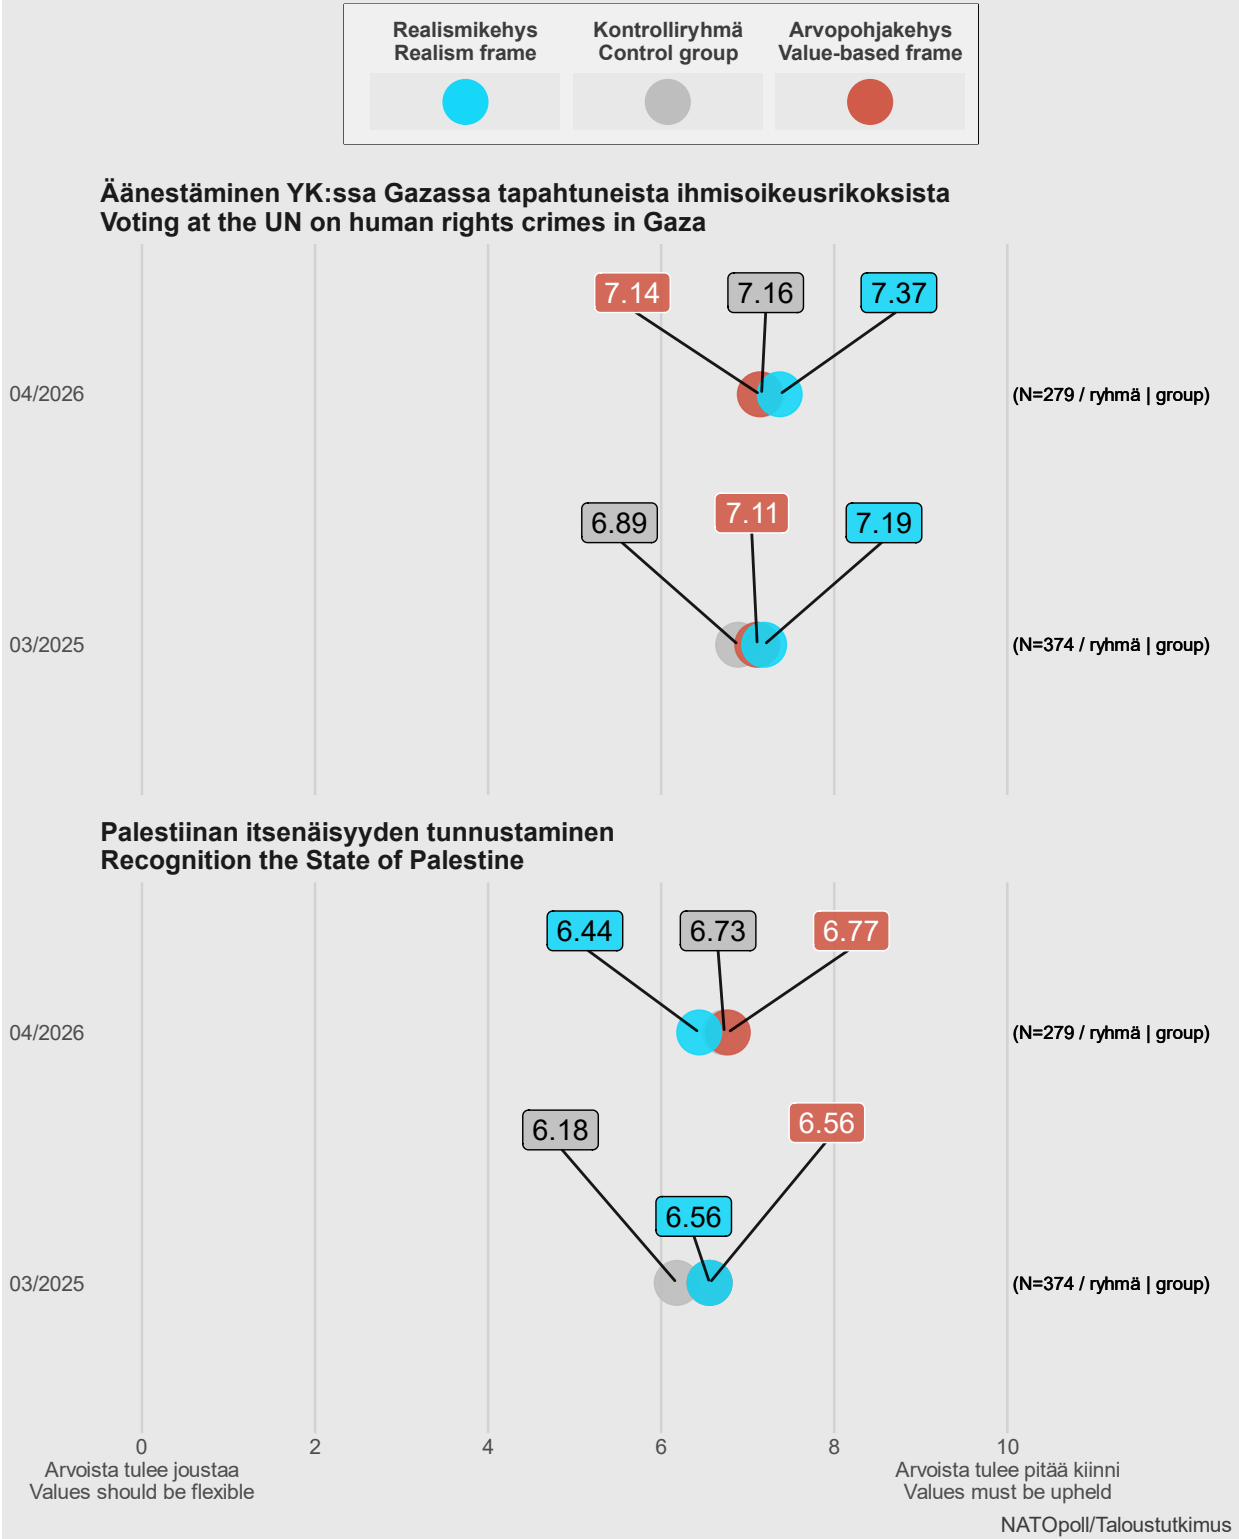 Realismikehys
Realism frame
Kontrolliryhmä
Control group
Arvopohjakehys
Value-based frame
Äänestäminen YK:ssa Gazassa tapahtuneista ihmisoikeusrikoksista
Voting at the UN on human rights crimes in Gaza
7.14
7.16
7.37
04/2026
(N=279 / ryhmä | group)
6.89
7.11
7.19
03/2025
(N=374 / ryhmä | group)
Palestiinan itsenäisyyden tunnustaminen
Recognition the State of Palestine
6.44
6.73
6.77
04/2026
(N=279 / ryhmä | group)
6.18
6.56
6.56
03/2025
(N=374 / ryhmä | group)
0 2 4 6 8 10
Arvoista tulee joustaa
Values should be flexible
Arvoista tulee pitää kiinni
Values must be upheld
NATOpoll/Taloustutkimus